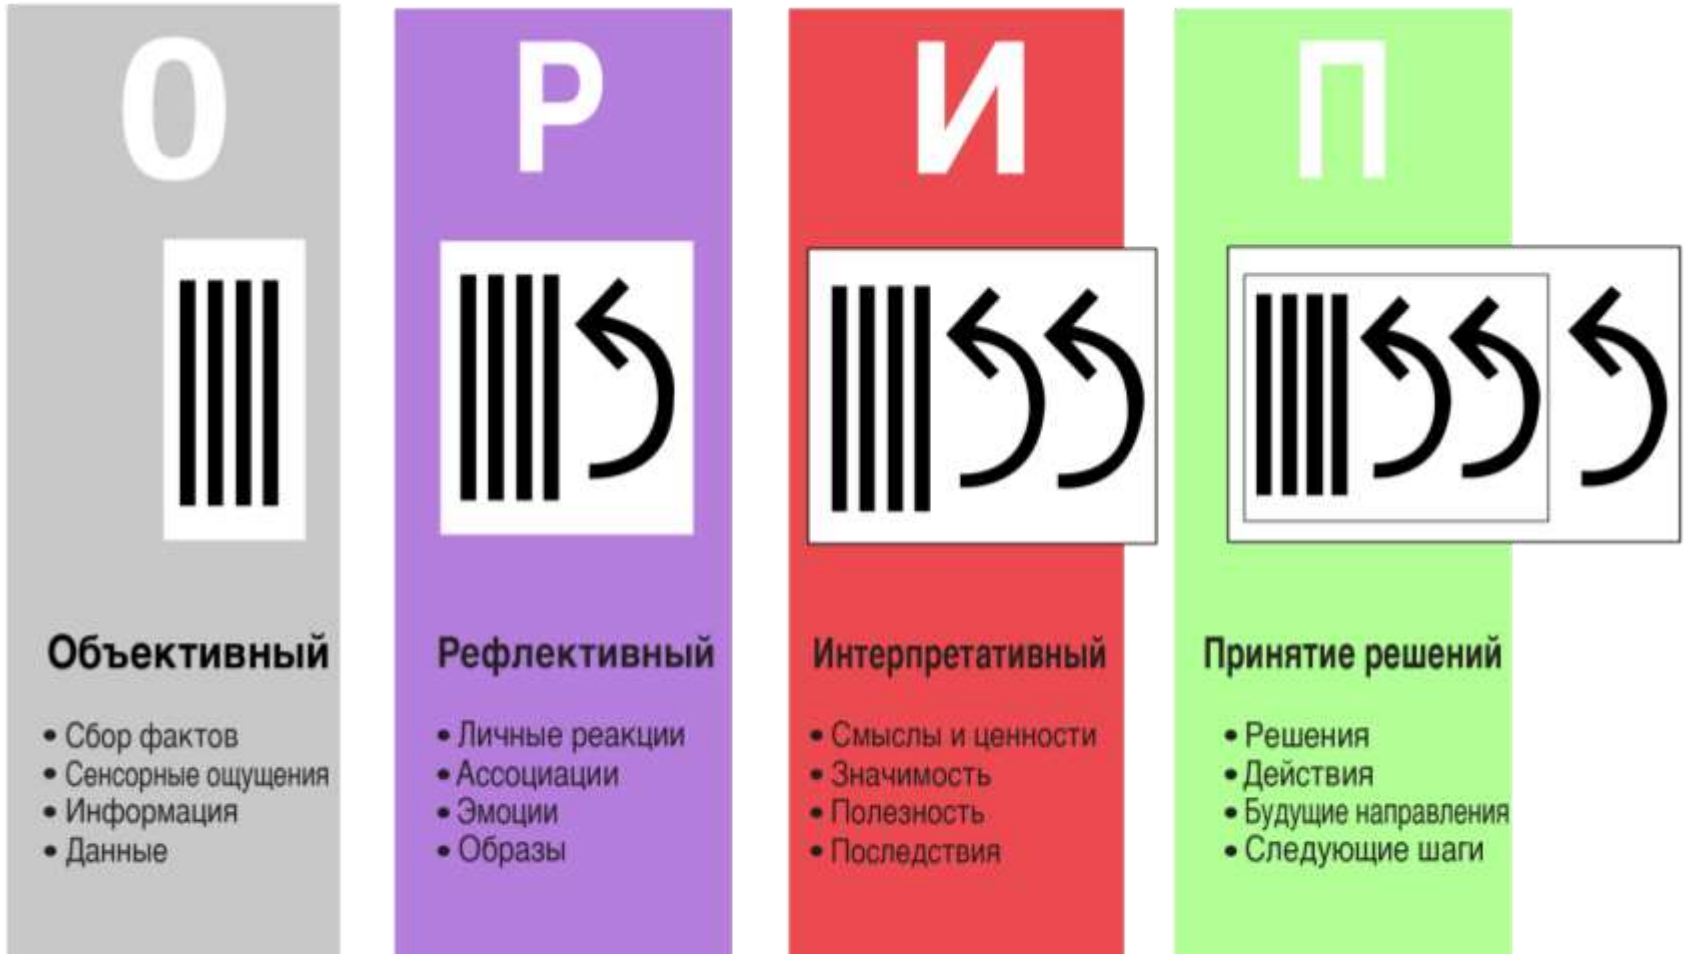 О
Объективный
• Сбор фактов
• Сенсорные ощущения
• Информация
• Данные
Р
Рефлективный
• Личные реакции
• Ассоциации
• Эмоции
• Образы
И
Интерпретативный
• Смыслы и ценности
• Значимость
• Полезность
• Последствия
П
Принятие решений
• Решения
• Действия
• Будущие направления
• Следующие шаги